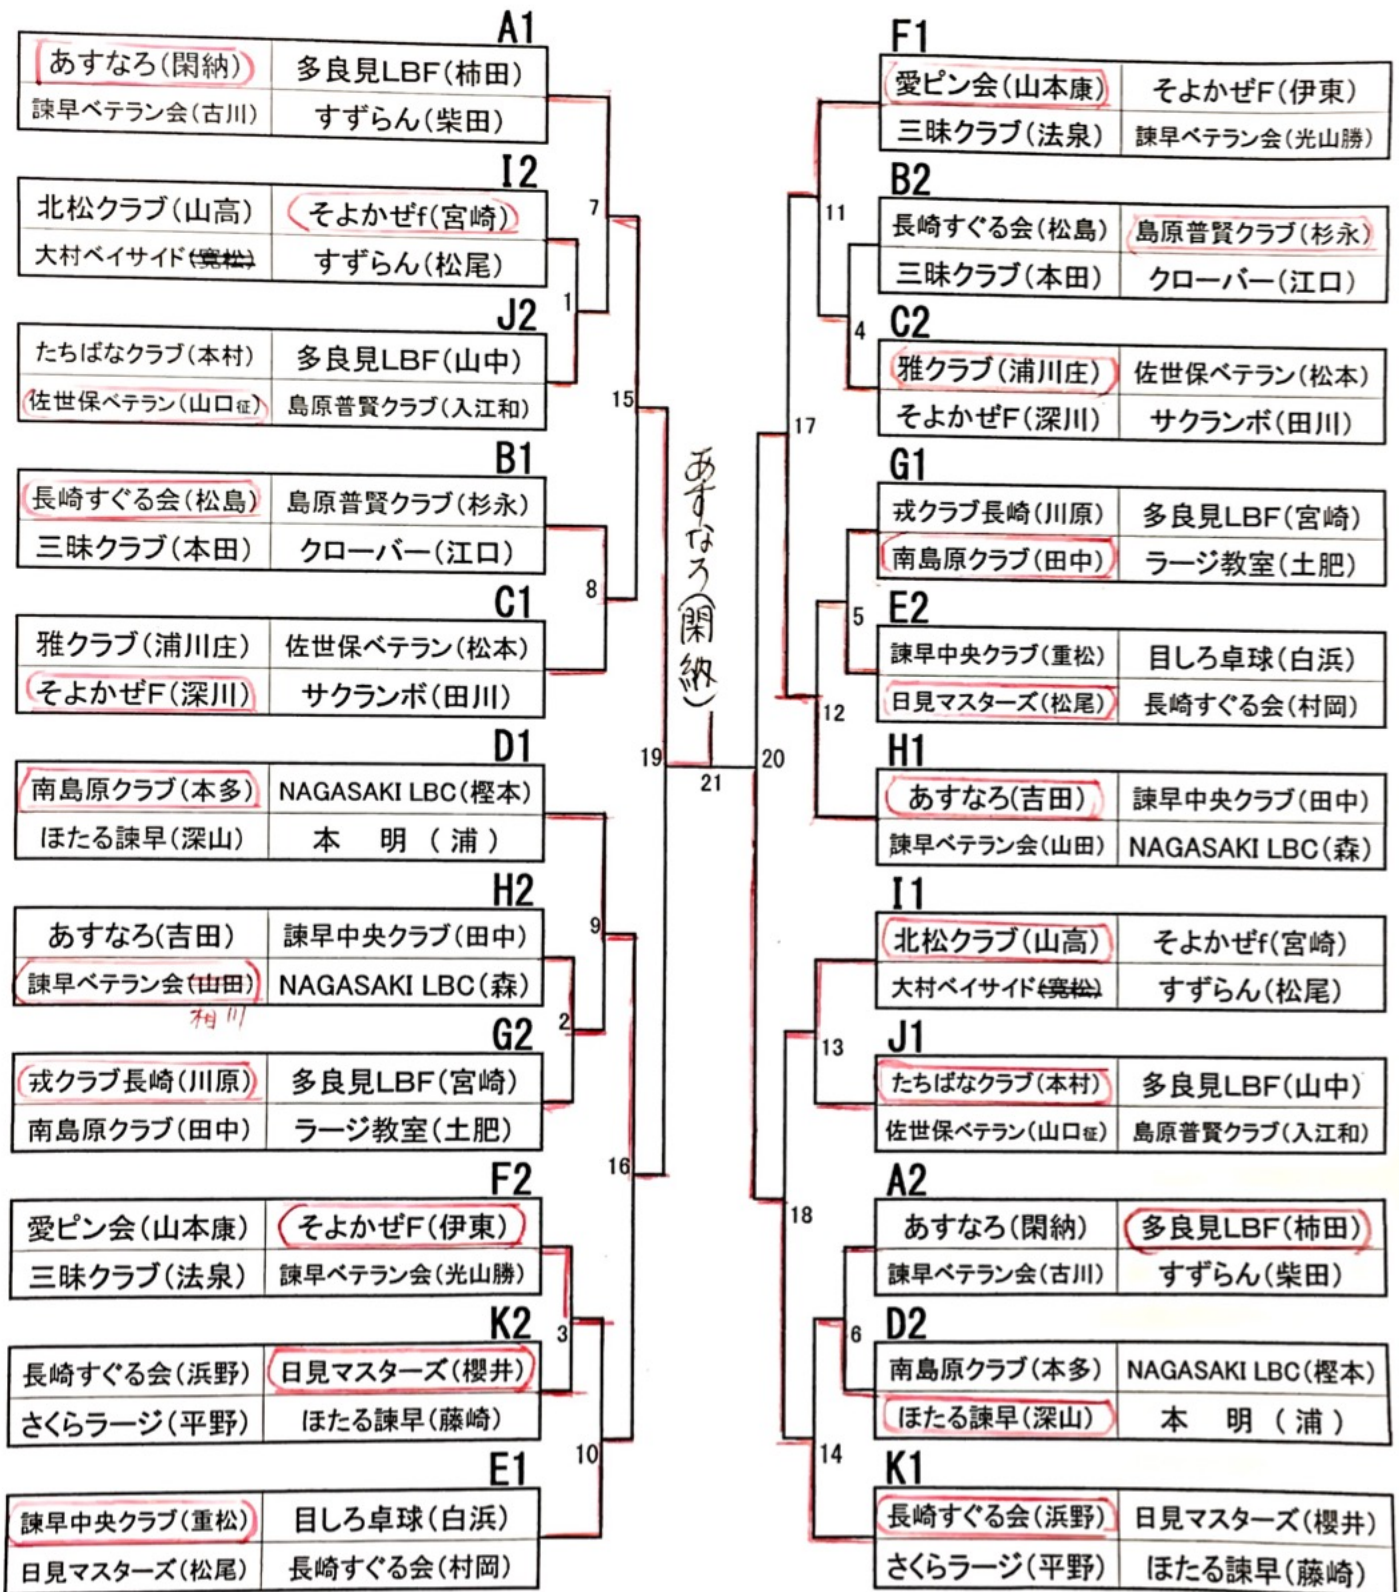 A1
あすなろ(閑納) 多良見LBF(柿田)
諫早ベテラン会(古川) すずらん(柴田)
I2
北松クラブ(山高) そよかぜf(宮崎)
大村ベイサイド(寛松) すずらん(松尾)
J2
たちばなクラブ(本村) 多良見LBF(山中)
佐世保ベテラン(山口征) 島原普賢クラブ(入江和)
B1
長崎すぐる会(松島) 島原普賢クラブ(杉永)
三昧クラブ(本田) クローバー(江口)
C1
雅クラブ(浦川庄) 佐世保ベテラン(松本)
そよかぜF(深川) サクランボ(田川)
D1
南島原クラブ(本多) NAGASAKI LBC(樫本)
ほたる諫早(深山) 本 明 ( 浦 )
H2
あすなろ(吉田) 諫早中央クラブ(田中)
諫早ベテラン会(山田) NAGASAKI LBC(森)
相川
G2
戎クラブ長崎(川原) 多良見LBF(宮崎)
南島原クラブ(田中) ラージ教室(土肥)
F2
愛ピン会(山本康) そよかぜF(伊東)
三昧クラブ(法泉) 諫早ベテラン会(光山勝)
K2
長崎すぐる会(浜野) 日見マスターズ(櫻井)
さくらラージ(平野) ほたる諫早(藤崎)
E1
諫早中央クラブ(重松) 目しろ卓球(白浜)
日見マスターズ(松尾) 長崎すぐる会(村岡)
7
1
15
8
9
2
16
3
10
19
あすなろ(閑納)
21
20
11
4
17
5
12
13
18
6
14
F1
愛ピン会(山本康) そよかぜF(伊東)
三昧クラブ(法泉) 諫早ベテラン会(光山勝)
B2
長崎すぐる会(松島) 島原普賢クラブ(杉永)
三昧クラブ(本田) クローバー(江口)
C2
雅クラブ(浦川庄) 佐世保ベテラン(松本)
そよかぜF(深川) サクランボ(田川)
G1
戎クラブ長崎(川原) 多良見LBF(宮崎)
南島原クラブ(田中) ラージ教室(土肥)
E2
諫早中央クラブ(重松) 目しろ卓球(白浜)
日見マスターズ(松尾) 長崎すぐる会(村岡)
H1
あすなろ(吉田) 諫早中央クラブ(田中)
諫早ベテラン会(山田) NAGASAKI LBC(森)
I1
北松クラブ(山高) そよかぜf(宮崎)
大村ベイサイド(寛松) すずらん(松尾)
J1
たちばなクラブ(本村) 多良見LBF(山中)
佐世保ベテラン(山口征) 島原普賢クラブ(入江和)
A2
あすなろ(閑納) 多良見LBF(柿田)
諫早ベテラン会(古川) すずらん(柴田)
D2
南島原クラブ(本多) NAGASAKI LBC(樫本)
ほたる諫早(深山) 本 明 ( 浦 )
K1
長崎すぐる会(浜野) 日見マスターズ(櫻井)
さくらラージ(平野) ほたる諫早(藤崎)